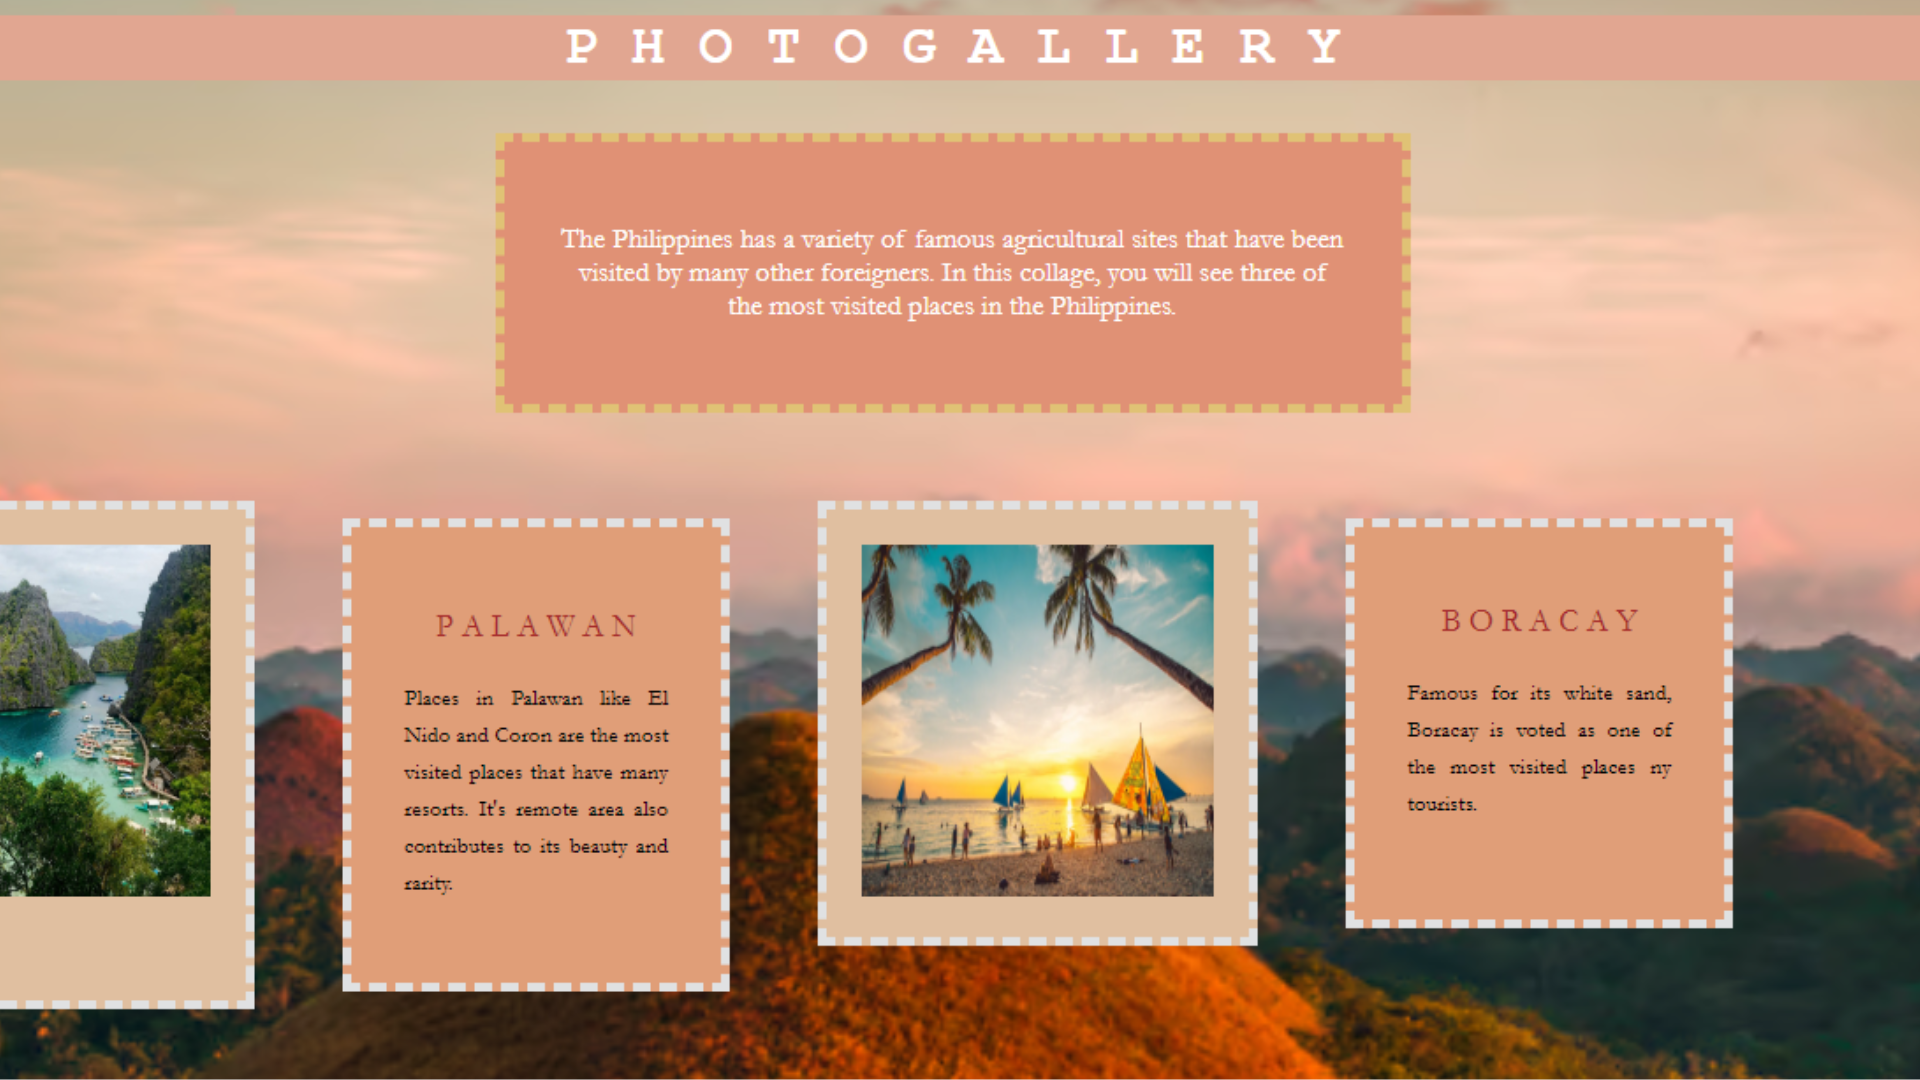 PHOTOGALLERY
The Philippines has a variety of famous agricultural sites that have been
visited by many other foreigners. In this collage, you will see three of
the most visited places in the Philippines.
PALAWAN
Places in Palawan like El
Nido and Coron are the most
visited places that have many
resorts. It's remote area also
contributes to its beauty and
rarity.
BORACAY
Famous for its white sand,
Boracay is voted as one of
the most visited places ny
tourists.